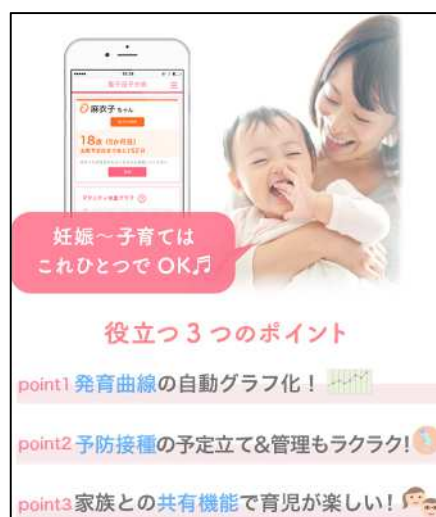 麻衣子 ちゃん
妊娠～子育ては
これひとつで OK♬
役立つ 3 つのポイント
point1 発育曲線の自動グラフ化！
point2 予防接種の予定立て&管理もラクラク!
point3 家族との共有機能で育児が楽しい！